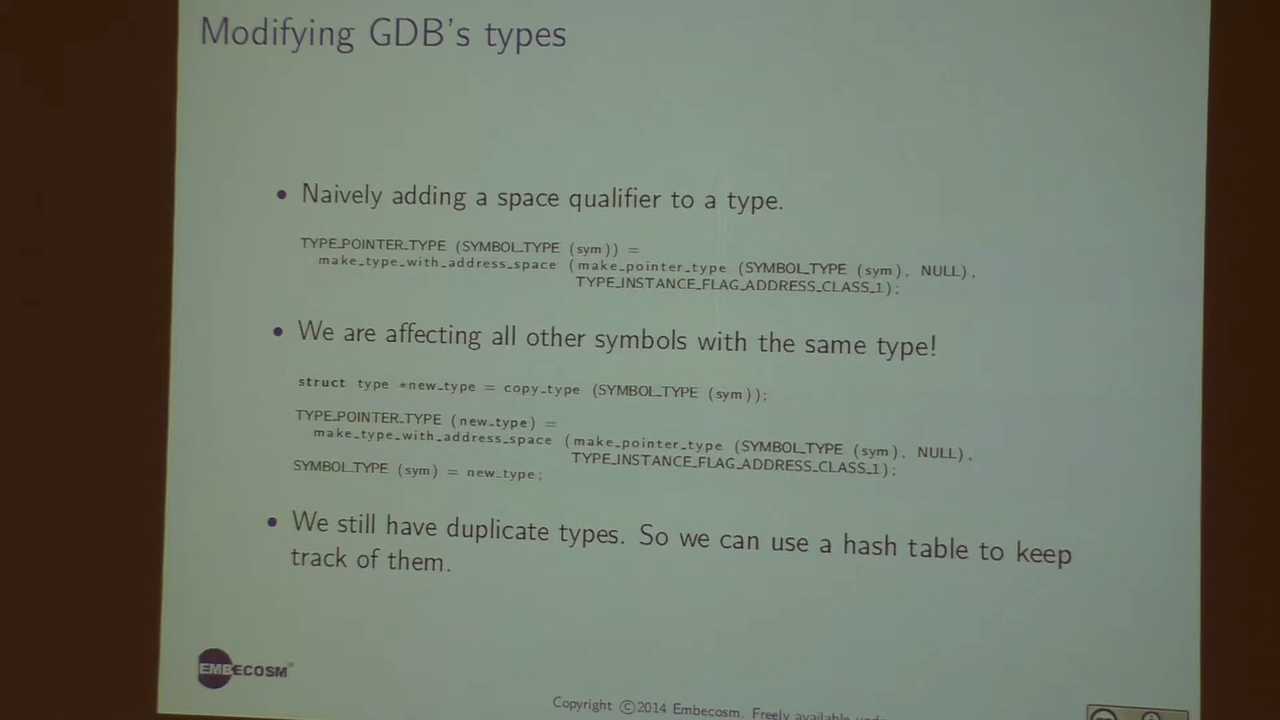 Modifying GDB's types
• Naively adding a space qualifier to a type.
TYPE_POINTER_TYPE (SYMBOL_TYPE (sym)) =
make_type_with_address_space (make_pointer_type (SYMBOL_TYPE (sym), NULL),
TYPE_INSTANCE_FLAG_ADDRESS_CLASS_1);
• We are affecting all other symbols with the same type!
struct type *new_type = copy_type (SYMBOL_TYPE (sym));
TYPE_POINTER_TYPE (new_type) =
make_type_with_address_space (make_pointer_type (SYMBOL_TYPE (sym), NULL),
TYPE_INSTANCE_FLAG_ADDRESS_CLASS_1);
SYMBOL_TYPE (sym) = new_type;
• We still have duplicate types. So we can use a hash table to keep
track of them.
EMBECOSM®
Copyright ©2014 Embecosm. Freely available